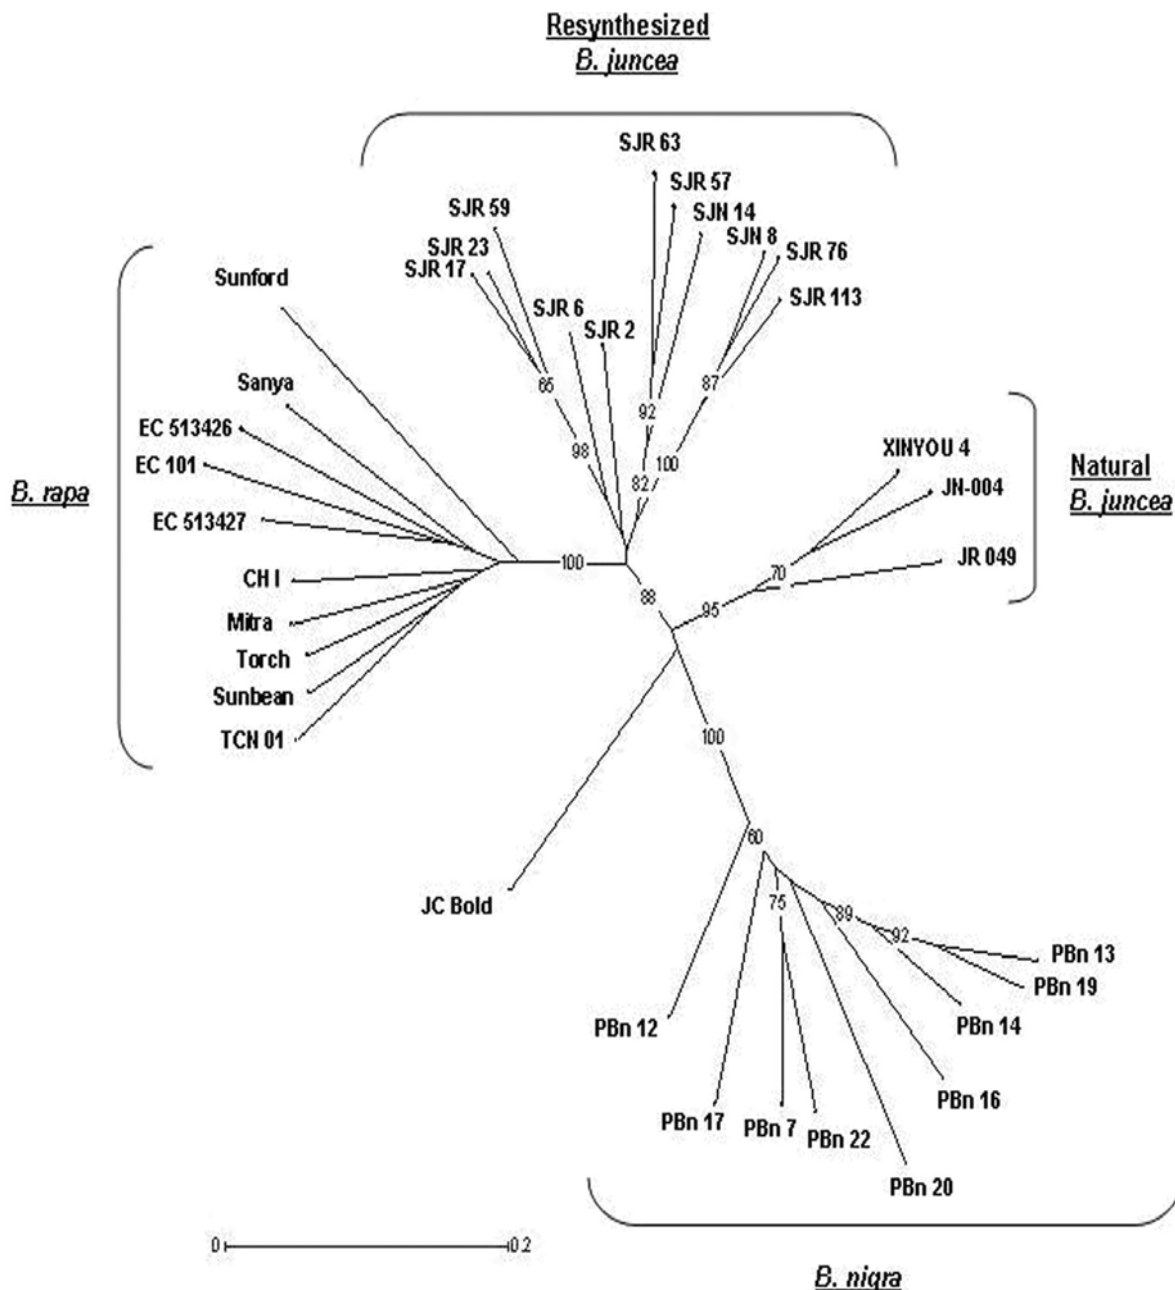 Resynthesized
B. juncea
SJR 63
SJR 57
SJR 59
SJN 14
SJN 8
SJR 23
SJR 76
SJR 17
Sunford
SJR 113
SJR 6
SJR 2
Sanya
65
87
92
EC 513426
XINYOU 4
98
EC 101
100
Natural
82
JN-004
B. rapa
B. juncea
EC 513427
100
JR 049
70
CH I
88
95
Mitra
Torch
Sunbean
TCN 01
100
60
JC Bold
75
89
92
PBn 13
PBn 19
PBn 12
PBn 14
PBn 16
PBn 17
PBn 7
PBn 22
PBn 20
0
0.2
B. nigra